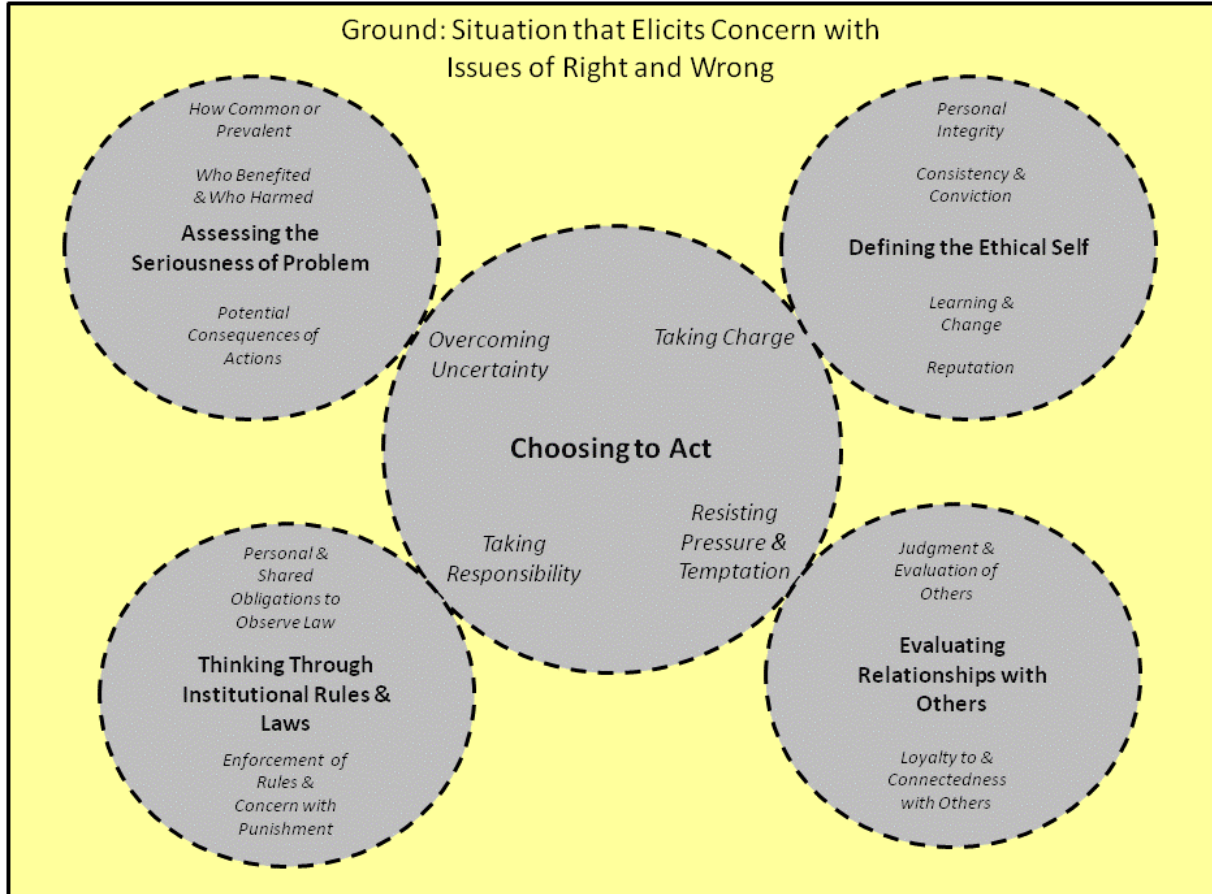 Ground: Situation that Elicits Concern with
Issues of Right and Wrong
How Common or
Prevalent
Who Benefited
& Who Harmed
Assessing the
Seriousness of Problem
Potential
Consequences of
Actions
Personal
Integrity
Consistency &
Conviction
Defining the Ethical Self
Learning &
Change
Reputation
Overcoming
Uncertainty
Taking Charge
Choosing to Act
Taking
Responsibility
Resisting
Pressure &
Temptation
Personal &
Shared
Obligations to
Observe Law
Thinking Through
Institutional Rules &
Laws
Enforcement of
Rules &
Concern with
Punishment
Judgment &
Evaluation of
Others
Evaluating
Relationships with
Others
Loyalty to &
Connectedness
with Others